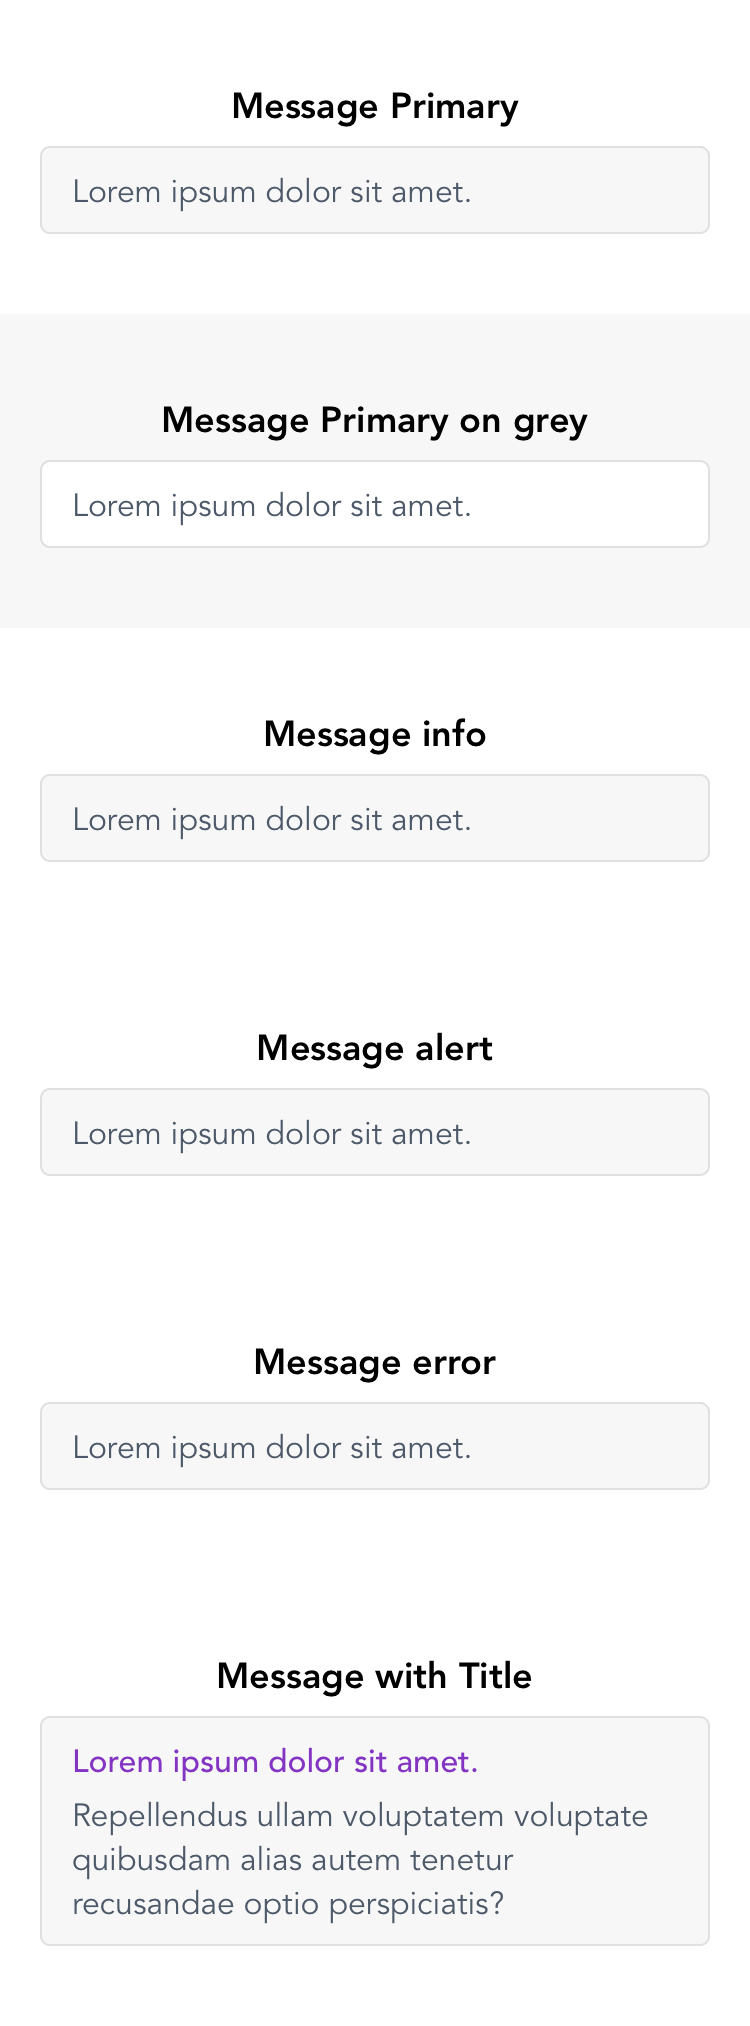 Message Primary
Lorem ipsum dolor sit amet.
Message Primary on grey
Lorem ipsum dolor sit amet.
Message info
Lorem ipsum dolor sit amet.
Message alert
Lorem ipsum dolor sit amet.
Message error
Lorem ipsum dolor sit amet.
Message with Title
Lorem ipsum dolor sit amet.
Repellendus ullam voluptatem voluptate
quibusdam alias autem tenetur
recusandae optio perspiciatis?